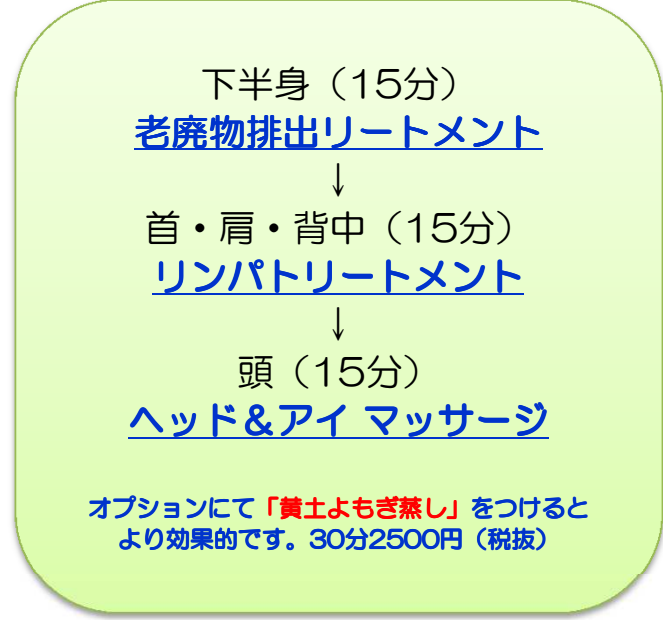 下半身（15分）
老廃物排出リートメント
↓
首・肩・背中（15分）
リンパトリートメント
↓
頭（15分）
ヘッド＆アイ マッサージ
オプションにて「黄土よもぎ蒸し」をつけると
より効果的です。30分2500円（税抜）